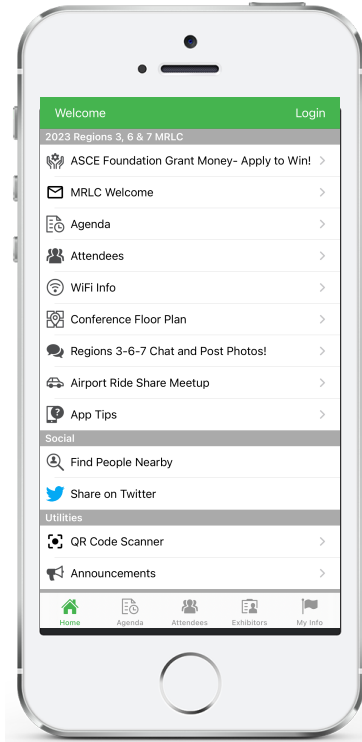 Welcome Login
2023 Regions 3, 6 & 7 MRLC
ASCE Foundation Grant Money- Apply to Win!
MRLC Welcome
Agenda
Attendees
WiFi Info
Conference Floor Plan
Regions 3-6-7 Chat and Post Photos!
Airport Ride Share Meetup
App Tips
Social
Find People Nearby
Share on Twitter
Utilities
QR Code Scanner
Announcements
Home Agenda Attendees Exhibitors My Info